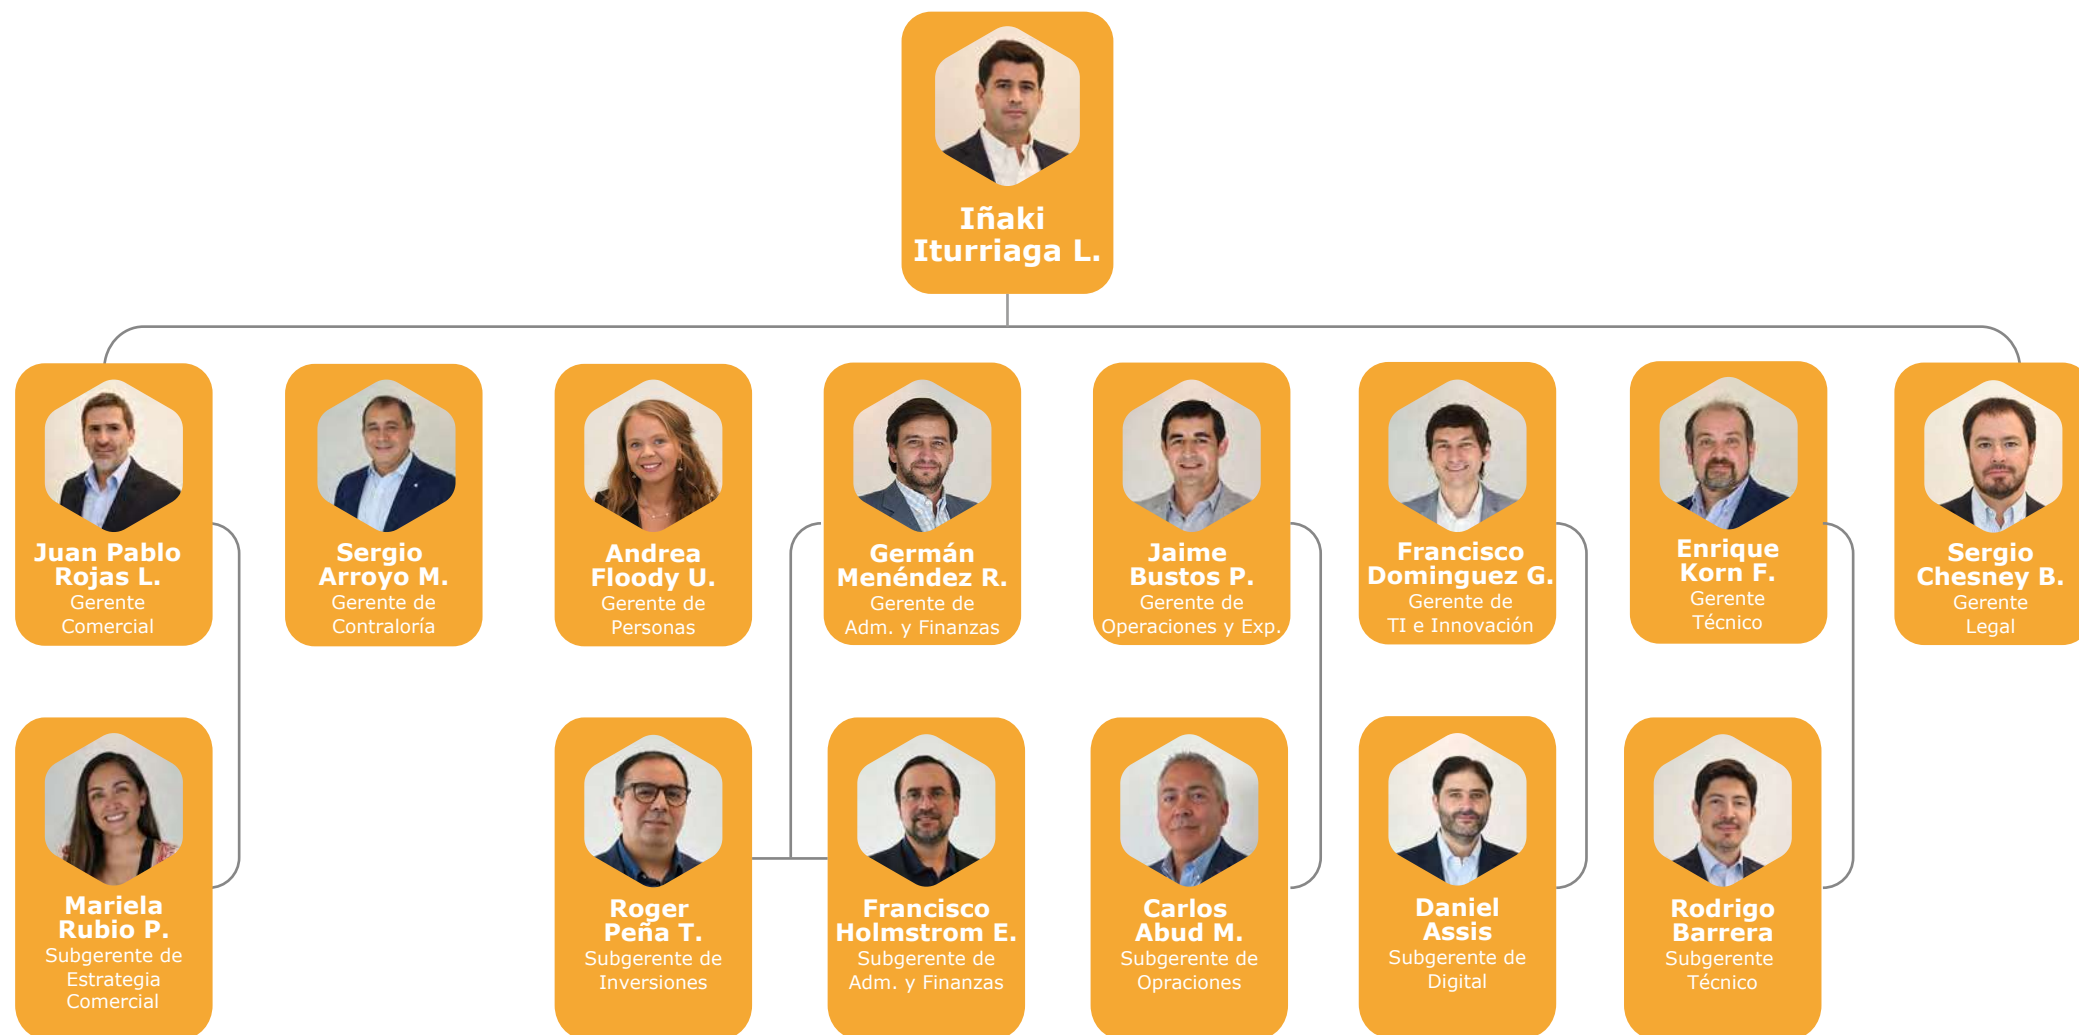 Iñaki
Iturriaga L.
Juan Pablo
Rojas L.
Gerente
Comercial
Sergio
Arroyo M.
Gerente de
Contraloría
Andrea
Floody U.
Gerente de
Personas
Germán
Menéndez R.
Gerente de
Adm. y Finanzas
Jaime
Bustos P.
Gerente de
Operaciones y Exp.
Francisco
Dominguez G.
Gerente de
TI e Innovación
Enrique
Korn F.
Gerente
Técnico
Sergio
Chesney B.
Gerente
Legal
Mariela
Rubio P.
Subgerente de
Estrategia
Comercial
Roger
Peña T.
Subgerente de
Inversiones
Francisco
Holmstrom E.
Subgerente de
Adm. y Finanzas
Carlos
Abud M.
Subgerente de
Opraciones
Daniel
Assis
Subgerente de
Digital
Rodrigo
Barrera
Subgerente
Técnico